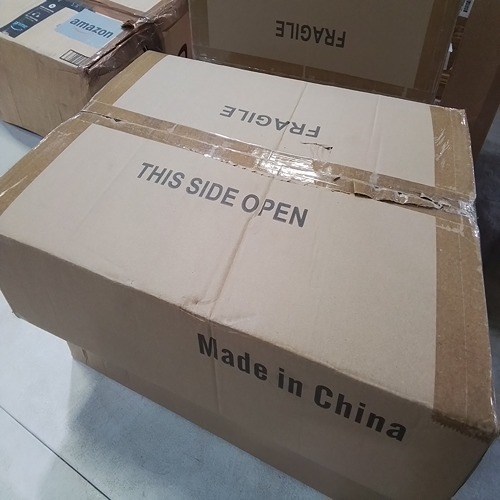 amazon
FRAGILE
FRAGILE
THIS SIDE OPEN
Made in China